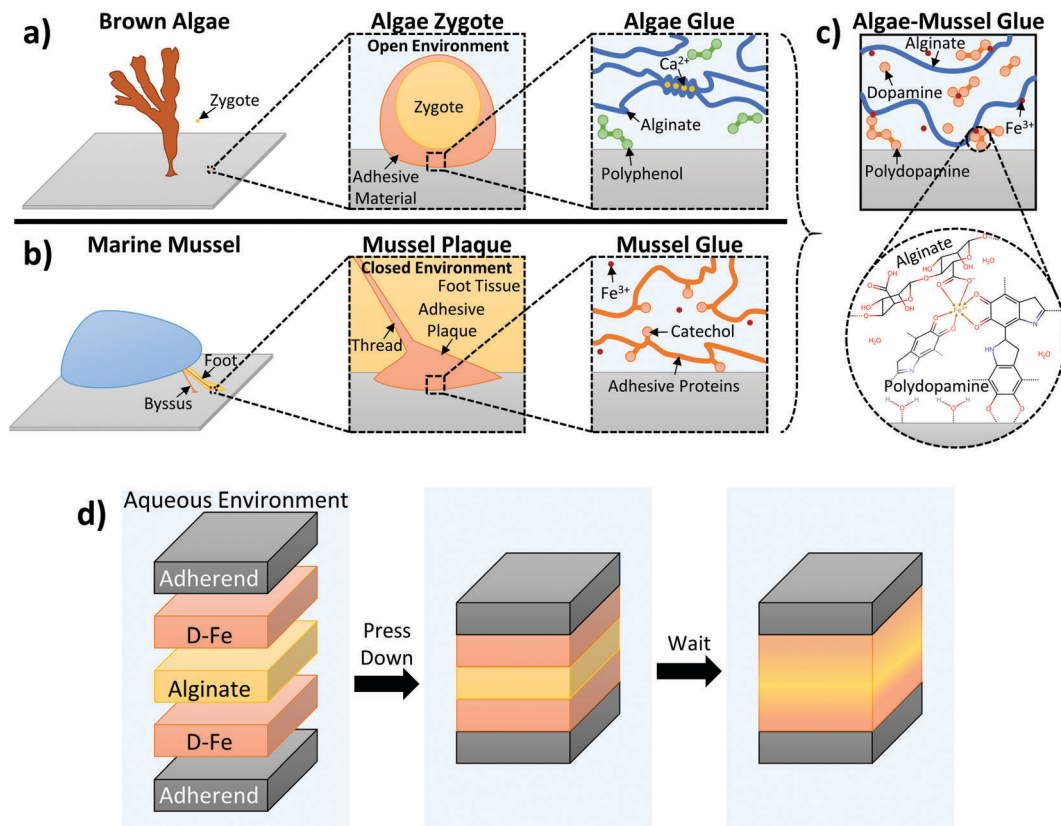 a)
Brown Algae
Zygote
Algae Zygote
Open Environment
Zygote
Adhesive
Material
Algae Glue
Ca²⁺
Alginate
Polyphenol
b)
Marine Mussel
Foot
Byssus
Mussel Plaque
Closed Environment
Foot Tissue
Adhesive
Plaque
Thread
Mussel Glue
Fe³⁺
Catechol
Adhesive Proteins
c)
Algae-Mussel Glue
Alginate
Dopamine
Fe³⁺
Polydopamine
Alginate
Polydopamine
d)
Aqueous Environment
Adherend
D-Fe
Alginate
D-Fe
Adherend
Press
Down
Wait